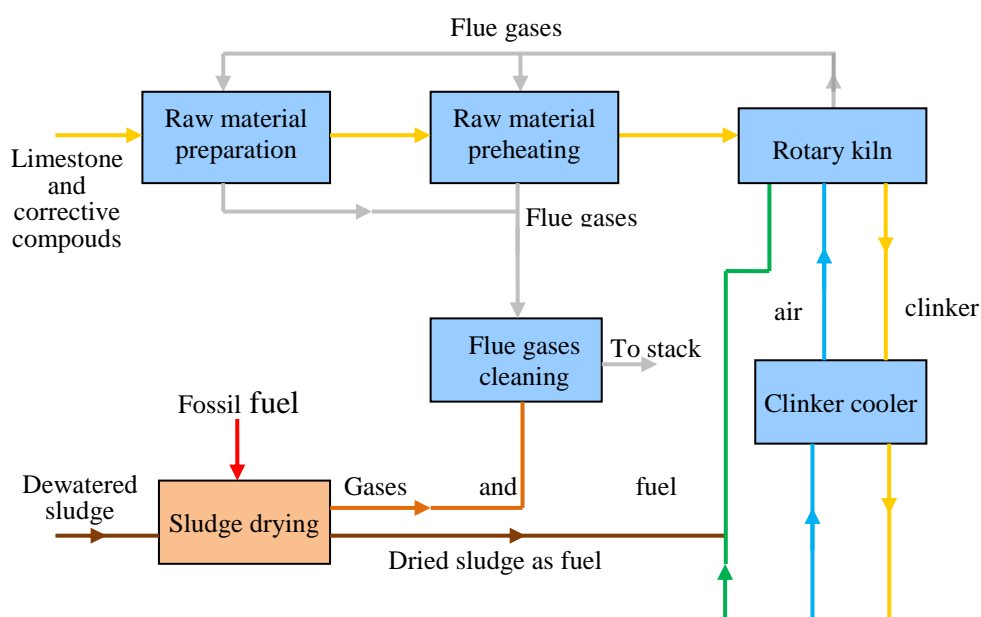 Flue gases
Raw material
preparation
Raw material
preheating
Rotary kiln
Limestone
and
corrective
compouds
Flue gases
air
clinker
Flue gases
cleaning
To stack
Clinker cooler
Fossil fuel
Dewatered
sludge
Sludge drying
Gases and fuel
Dried sludge as fuel